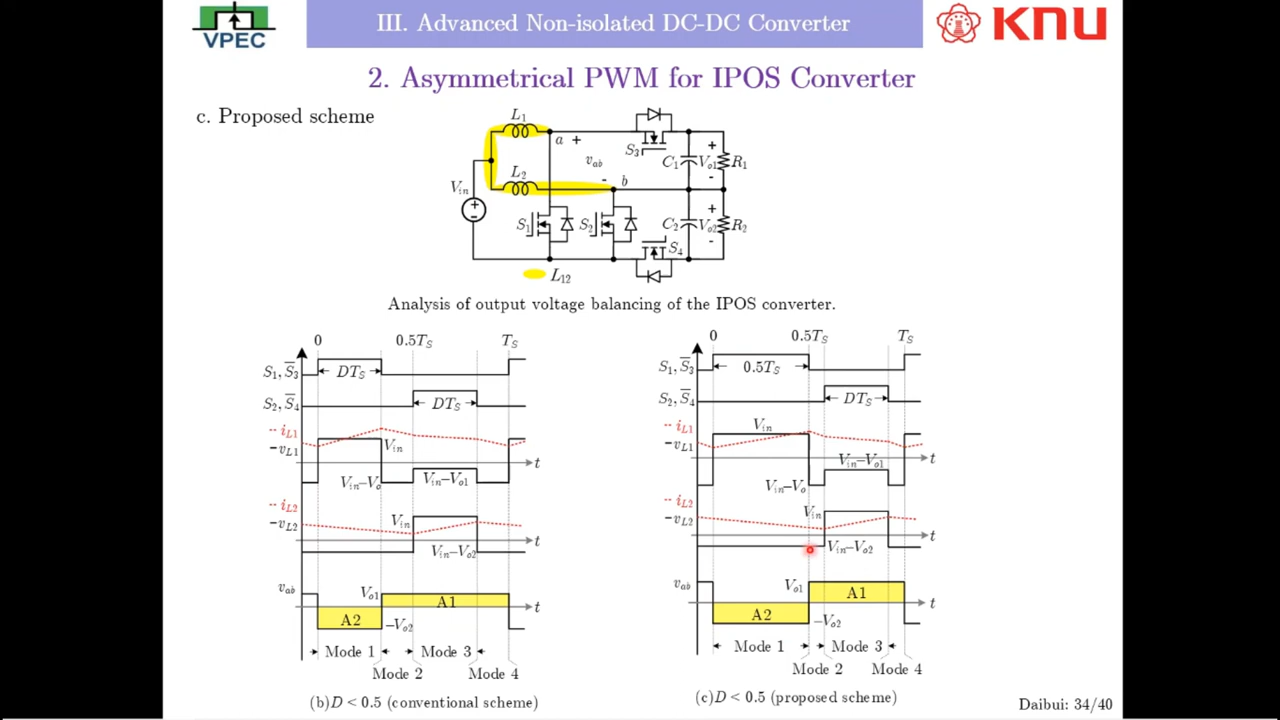 VPEC
III. Advanced Non-isolated DC-DC Converter
KNU
2. Asymmetrical PWM for IPOS Converter
c. Proposed scheme
L1
a +
S3
C1 Vo1 R1
+
-
vab
L2
- b
Vin
+
-
S1 S2
C2 Vo2 R2
+
-
S4
L12
Analysis of output voltage balancing of the IPOS converter.
0 0.5TS TS
S1, S̅3 DTS
S2, S̅4 DTS
-- iL1
−vL1 Vin
t
Vin−Vo Vin−Vo1
-- iL2
−vL2 Vin
t
Vin−Vo2
vab Vo1 A1
t
A2 −Vo2
Mode 1 Mode 3
Mode 2 Mode 4
(b)D < 0.5 (conventional scheme)
0 0.5TS TS
S1, S̅3 0.5TS
S2, S̅4 DTS
-- iL1 Vin
−vL1
t
Vin−Vo1
Vin−Vo
-- iL2
−vL2 Vin
t
Vin−Vo2
vab Vo1 A1
t
A2 −Vo2
Mode 1 Mode 3
Mode 2 Mode 4
(c)D < 0.5 (proposed scheme)
Daibui: 34/40